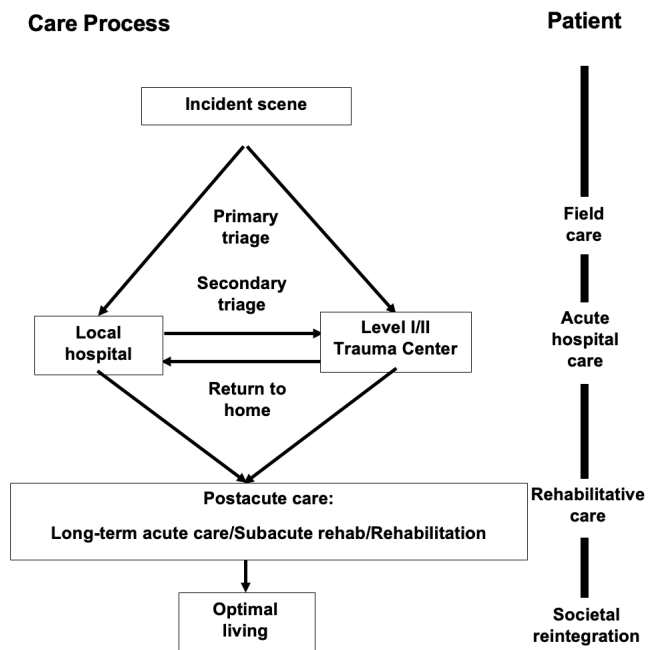 Care Process
Patient
Incident scene
Primary
triage
Field
care
Secondary
triage
Local
hospital
Level I/II
Trauma Center
Acute
hospital
care
Return to
home
Postacute care:
Long-term acute care/Subacute rehab/Rehabilitation
Rehabilitative
care
Optimal
living
Societal
reintegration